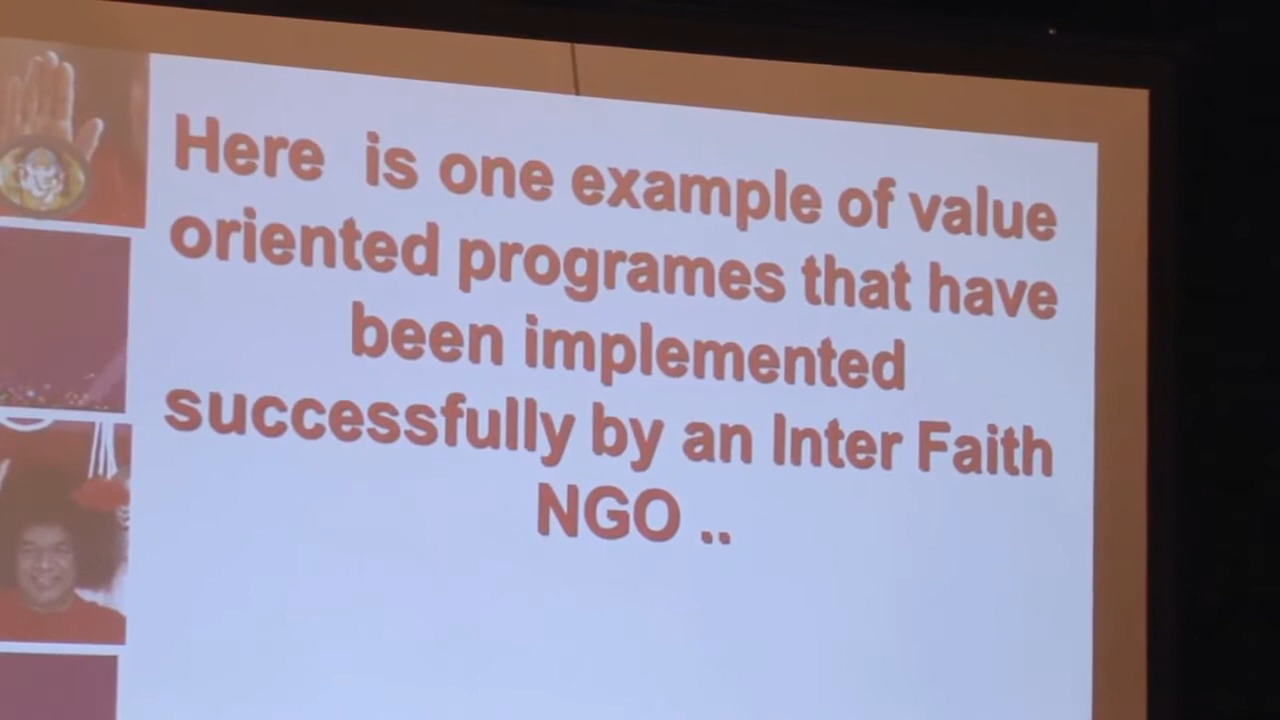 Here is one example of value
oriented programes that have
been implemented
successfully by an Inter Faith
NGO ..